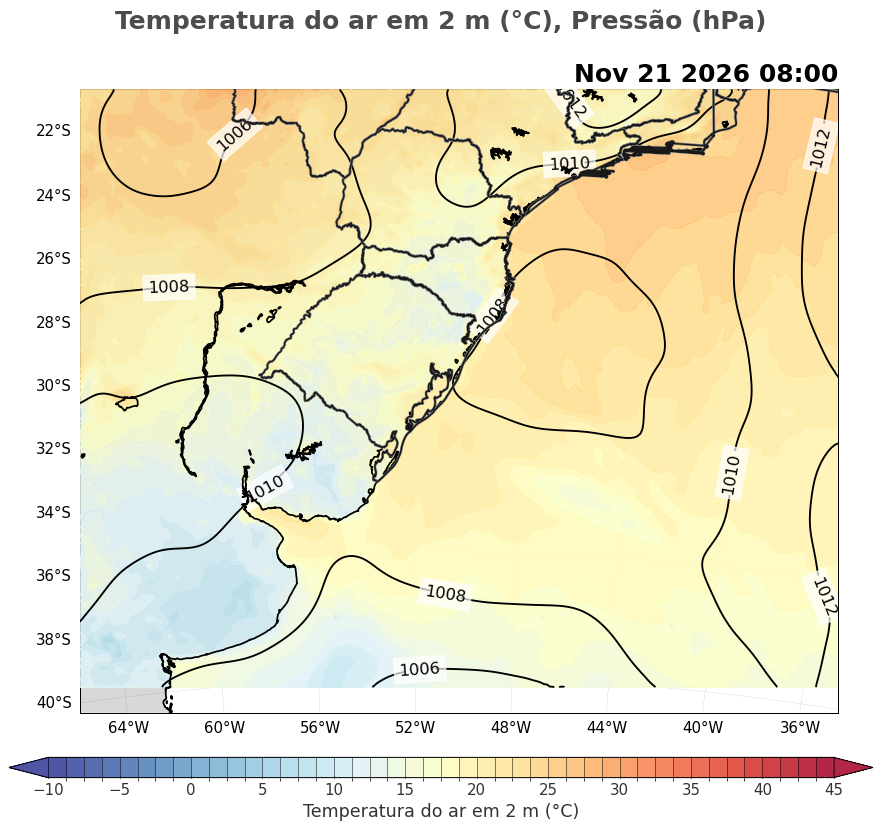 Temperatura do ar em 2 m (°C), Pressão (hPa)
Nov 21 2026 08:00
1012
1006
1012
22°S
1010
24°S
26°S
1008
28°S
1008
30°S
32°S
1010
1010
34°S
36°S
1008
1012
38°S
1006
40°S
64°W 60°W 56°W 52°W 48°W 44°W 40°W 36°W
−10 −5 0 5 10 15 20 25 30 35 40 45
Temperatura do ar em 2 m (°C)